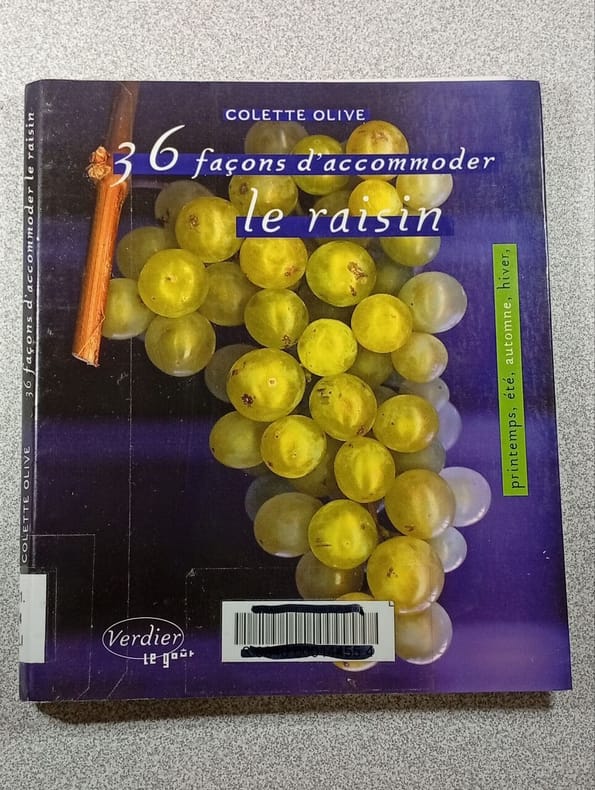 COLETTE OLIVE
36 façons d'accommoder
le raisin
printemps, été, automne, hiver,
Verdier
le goût
COLETTE OLIVE
36 façons d'accommoder le raisin